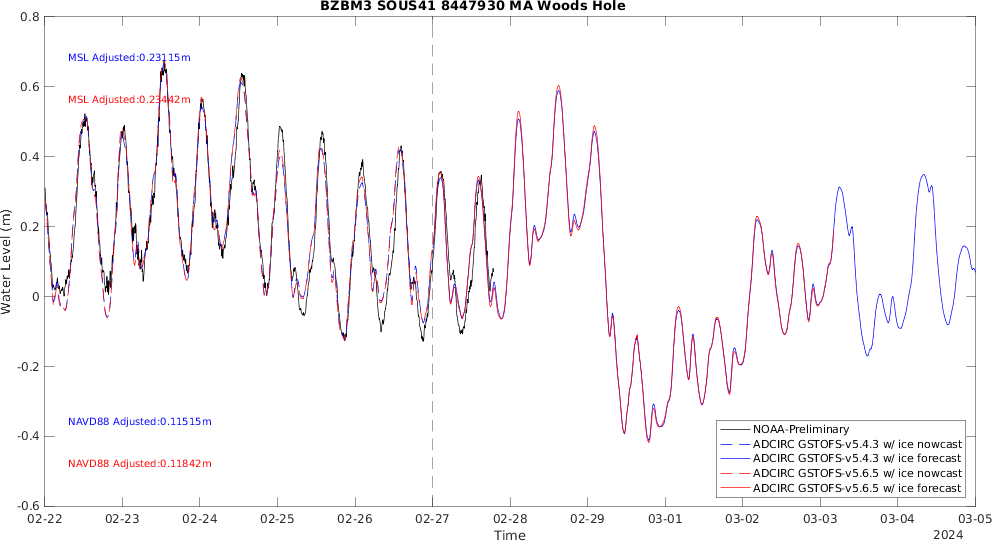 BZBM3 SOUS41 8447930 MA Woods Hole
0.8
0.6
0.4
0.2
0
-0.2
-0.4
-0.6
Water Level (m)
MSL Adjusted:0.23115m
MSL Adjusted:0.23442m
NAVD88 Adjusted:0.11515m
NAVD88 Adjusted:0.11842m
NOAA-Preliminary
ADCIRC GSTOFS-v5.4.3 w/ ice nowcast
ADCIRC GSTOFS-v5.4.3 w/ ice forecast
ADCIRC GSTOFS-v5.6.5 w/ ice nowcast
ADCIRC GSTOFS-v5.6.5 w/ ice forecast
02-22 02-23 02-24 02-25 02-26 02-27 02-28 02-29 03-01 03-02 03-03 03-04 03-05
Time
2024